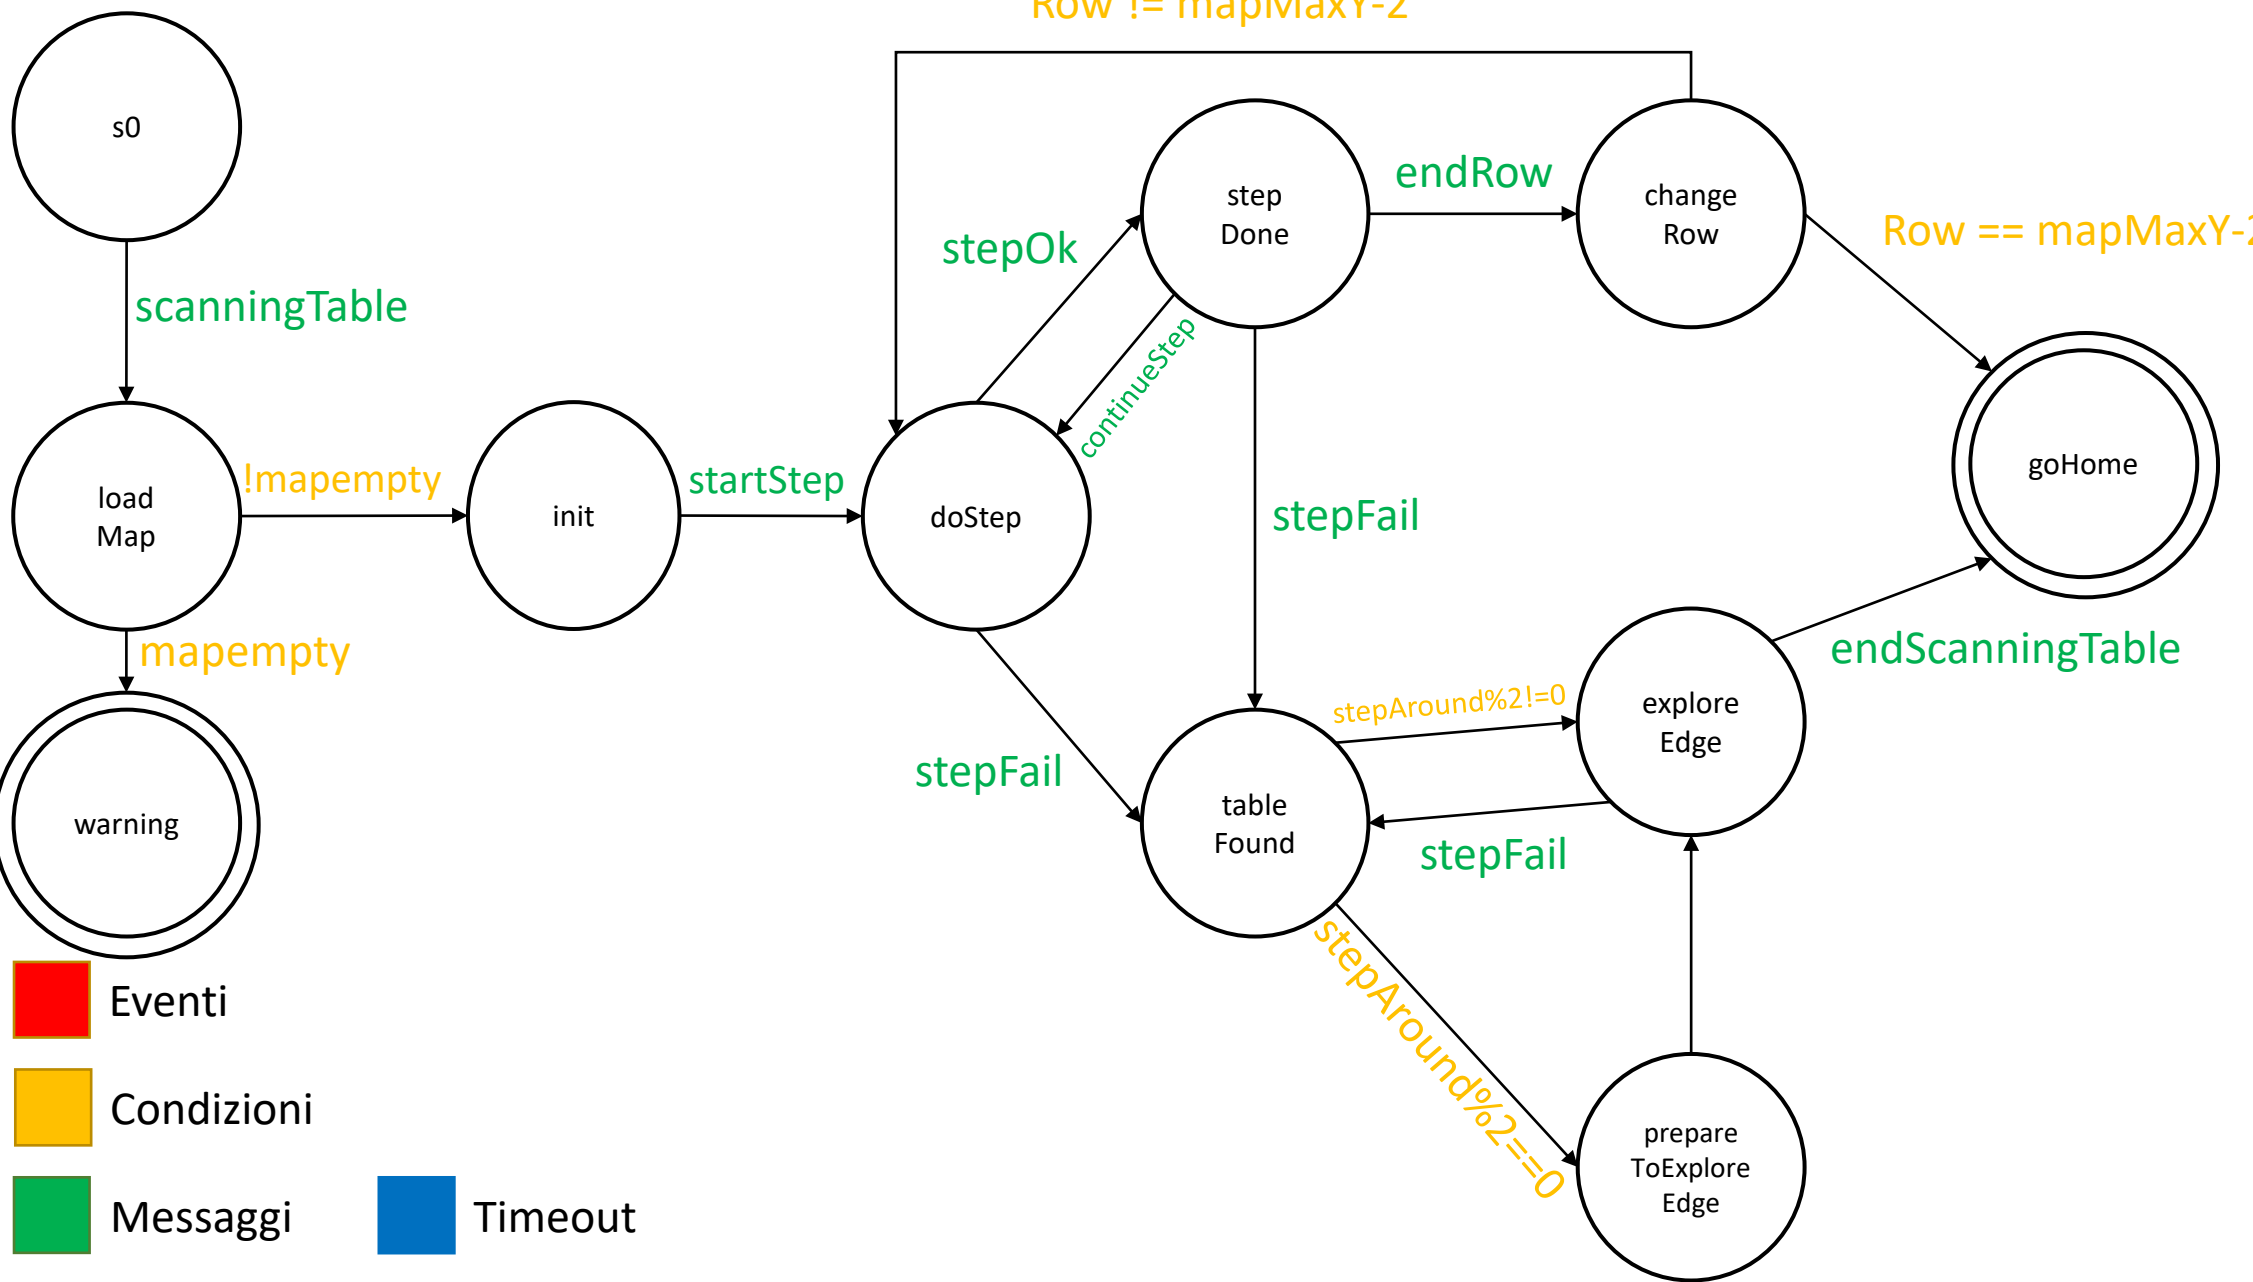 Row != mapMaxY-2
s0
step
Done
endRow
change
Row
Row == mapMaxY-2
stepOk
scanningTable
continueStep
goHome
load
Map
!mapempty
init
startStep
doStep
stepFail
mapempty
endScanningTable
stepAround%2!=0
explore
Edge
stepFail
table
Found
stepFail
warning
stepAround%2==0
Eventi
Condizioni
prepare
ToExplore
Edge
Messaggi
Timeout